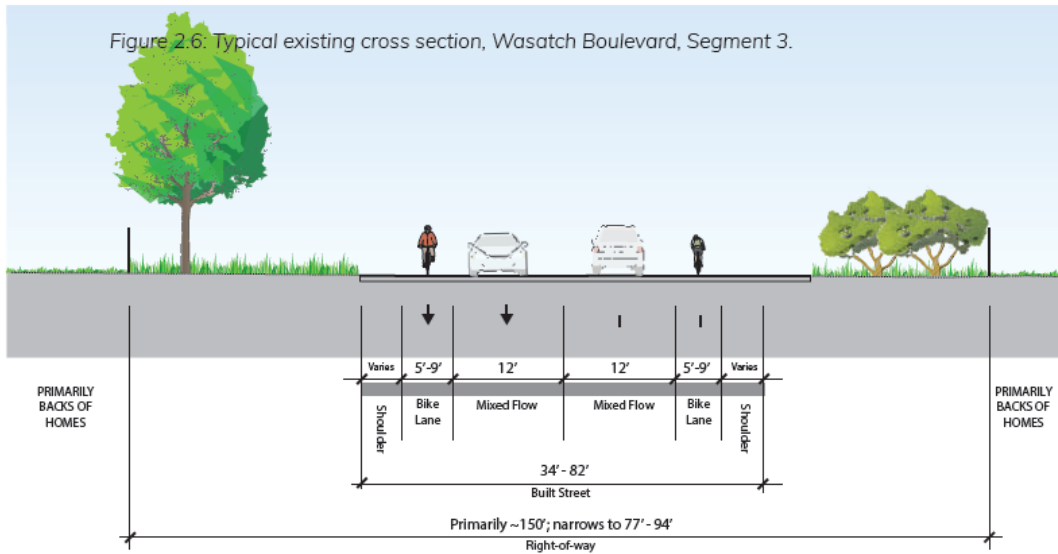 Figure 2.6: Typical existing cross section, Wasatch Boulevard, Segment 3.
Varies 5'-9' 12' 12' 5'-9' Varies
PRIMARILY
BACKS OF
HOMES
Shoulder
Bike
Lane
Mixed Flow
Mixed Flow
Bike
Lane
Shoulder
PRIMARILY
BACKS OF
HOMES
34' - 82'
Built Street
Primarily ~150'; narrows to 77' - 94'
Right-of-way